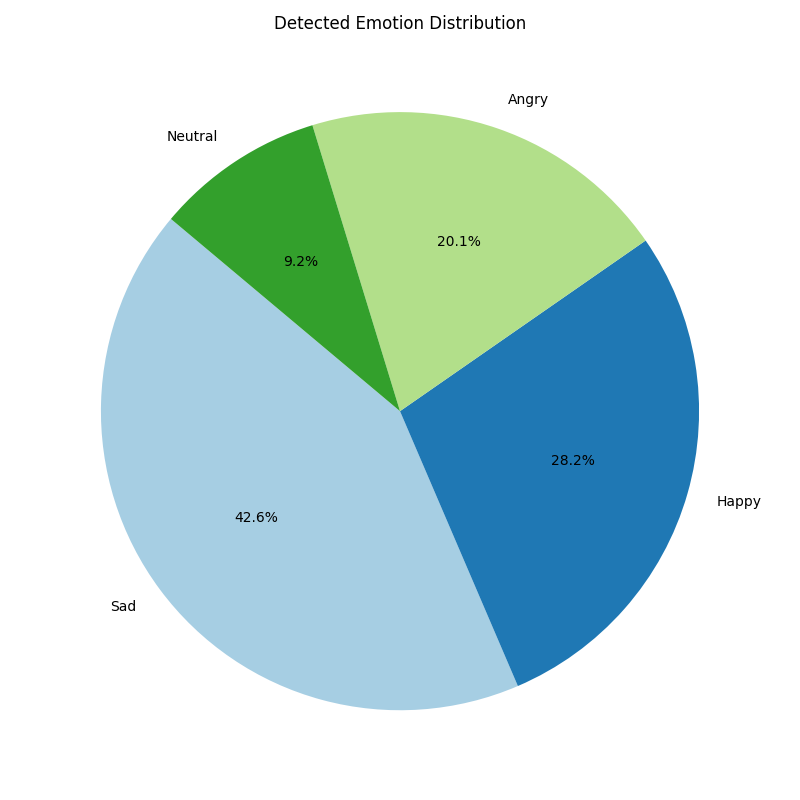 Detected Emotion Distribution
Angry
Neutral
20.1%
9.2%
28.2%
Happy
42.6%
Sad